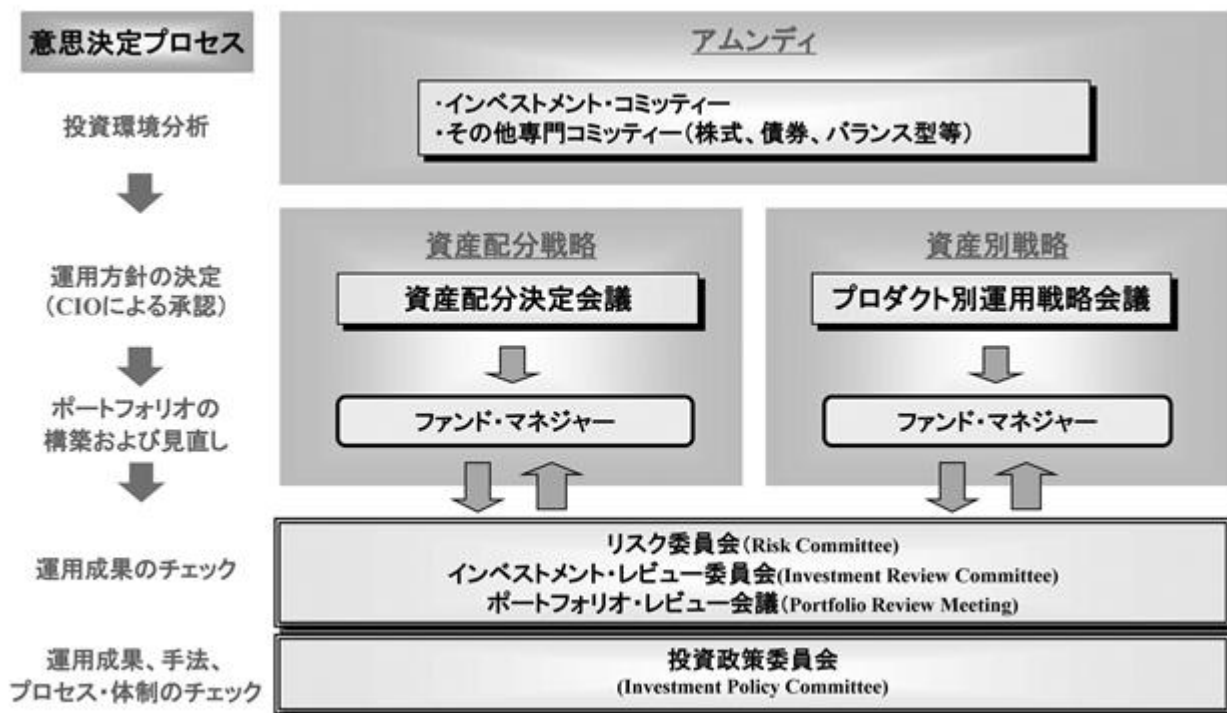 意思決定プロセス
アムンディ
投資環境分析
・インベストメント・コミッティー
・その他専門コミッティー（株式、債券、バランス型等）
資産配分戦略
資産別戦略
運用方針の決定
（CIOによる承認）
資産配分決定会議
プロダクト別運用戦略会議
ポートフォリオの
構築および見直し
ファンド・マネジャー
ファンド・マネジャー
運用成果のチェック
リスク委員会（Risk Committee)
インベストメント・レビュー委員会(Investment Review Committee)
ポートフォリオ・レビュー会議（Portfolio Review Meeting)
運用成果、手法、
プロセス・体制のチェック
投資政策委員会
(Investment Policy Committee)